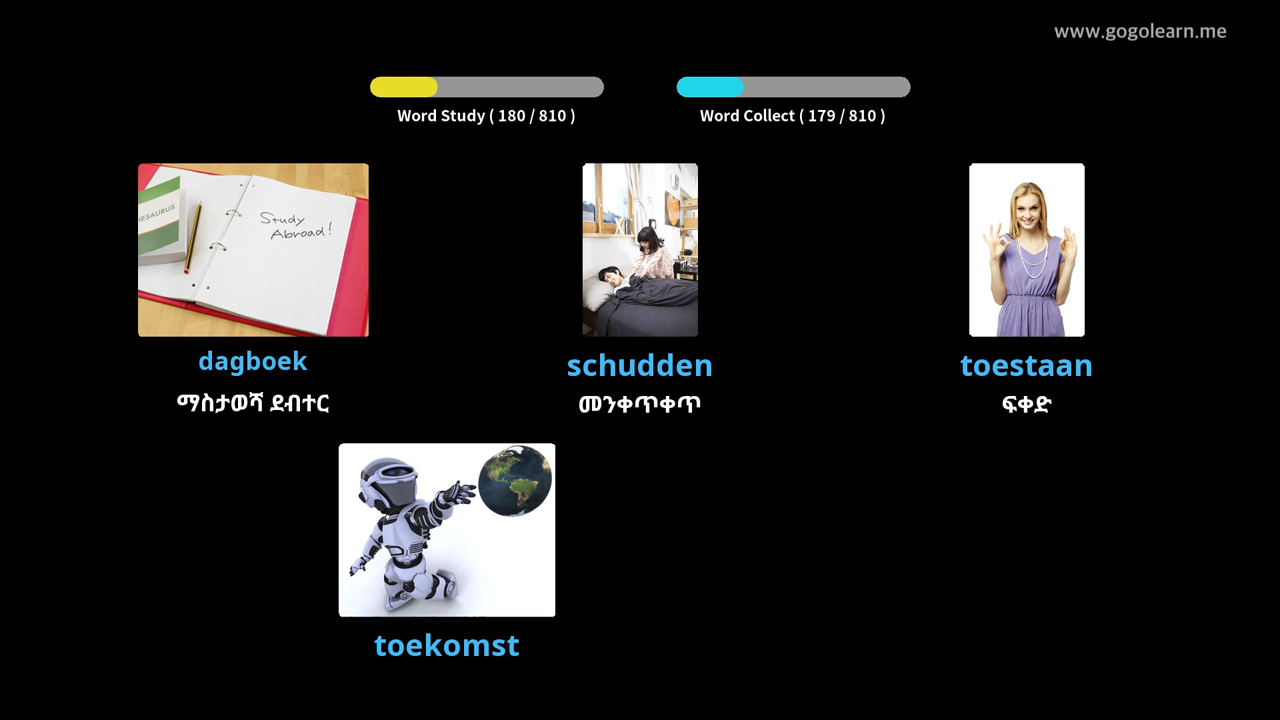 www.gogolearn.me
Word Study ( 180 / 810 )
Word Collect ( 179 / 810 )
HESAURUS
Study
Abroad!
dagboek
schudden
toestaan
ማስታወሻ ደብተር
መንቀጥቀጥ
ፍቀድ
toekomst